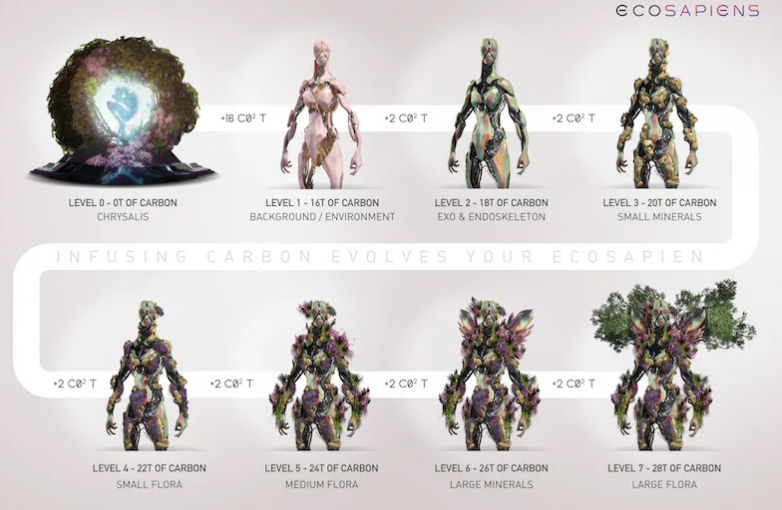 ECOSAPIENS
+16 CO² T
+2 CO² T
+2 CO² T
LEVEL 0 - 0T OF CARBON
CHRYSALIS
LEVEL 1 - 16T OF CARBON
BACKGROUND / ENVIRONMENT
LEVEL 2 - 18T OF CARBON
EXO & ENDOSKELETON
LEVEL 3 - 20T OF CARBON
SMALL MINERALS
INFUSING CARBON EVOLVES YOUR ECOSAPIEN
+2 CO² T
+2 CO² T
+2 CO² T
+2 CO² T
LEVEL 4 - 22T OF CARBON
SMALL FLORA
LEVEL 5 - 24T OF CARBON
MEDIUM FLORA
LEVEL 6 - 26T OF CARBON
LARGE MINERALS
LEVEL 7 - 28T OF CARBON
LARGE FLORA